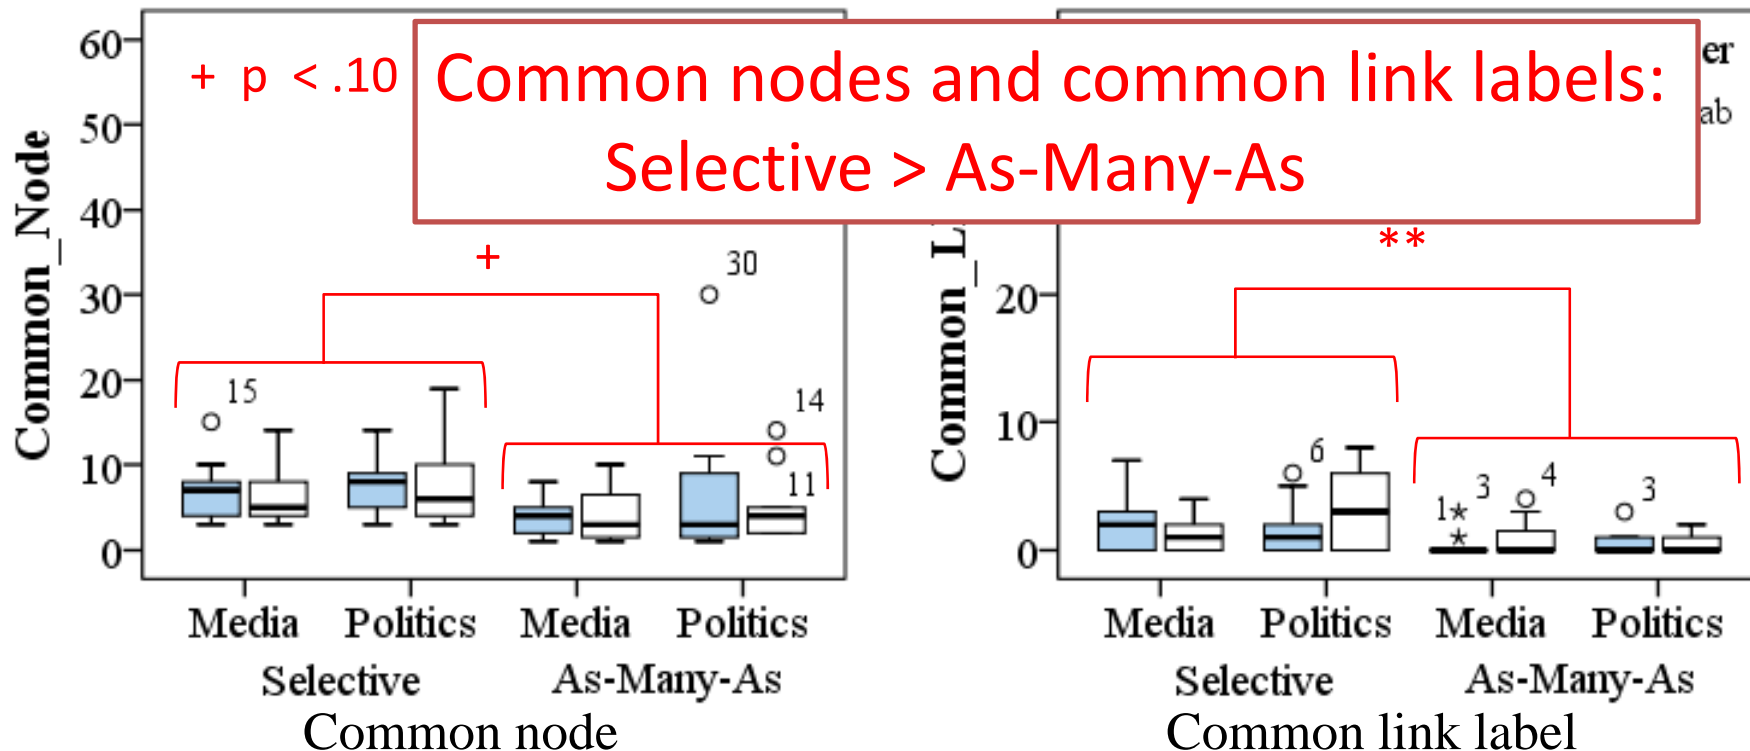 + p < .10
Common nodes and common link labels:
Selective > As-Many-As
er
ab
Common_Node
60
50
40
30
20
10
0
+
15
30
14
11
Media Politics Media Politics
Selective As-Many-As
Common node
Common_L
20
10
0
**
6
1* 3
*
4
3
Media Politics Media Politics
Selective As-Many-As
Common link label